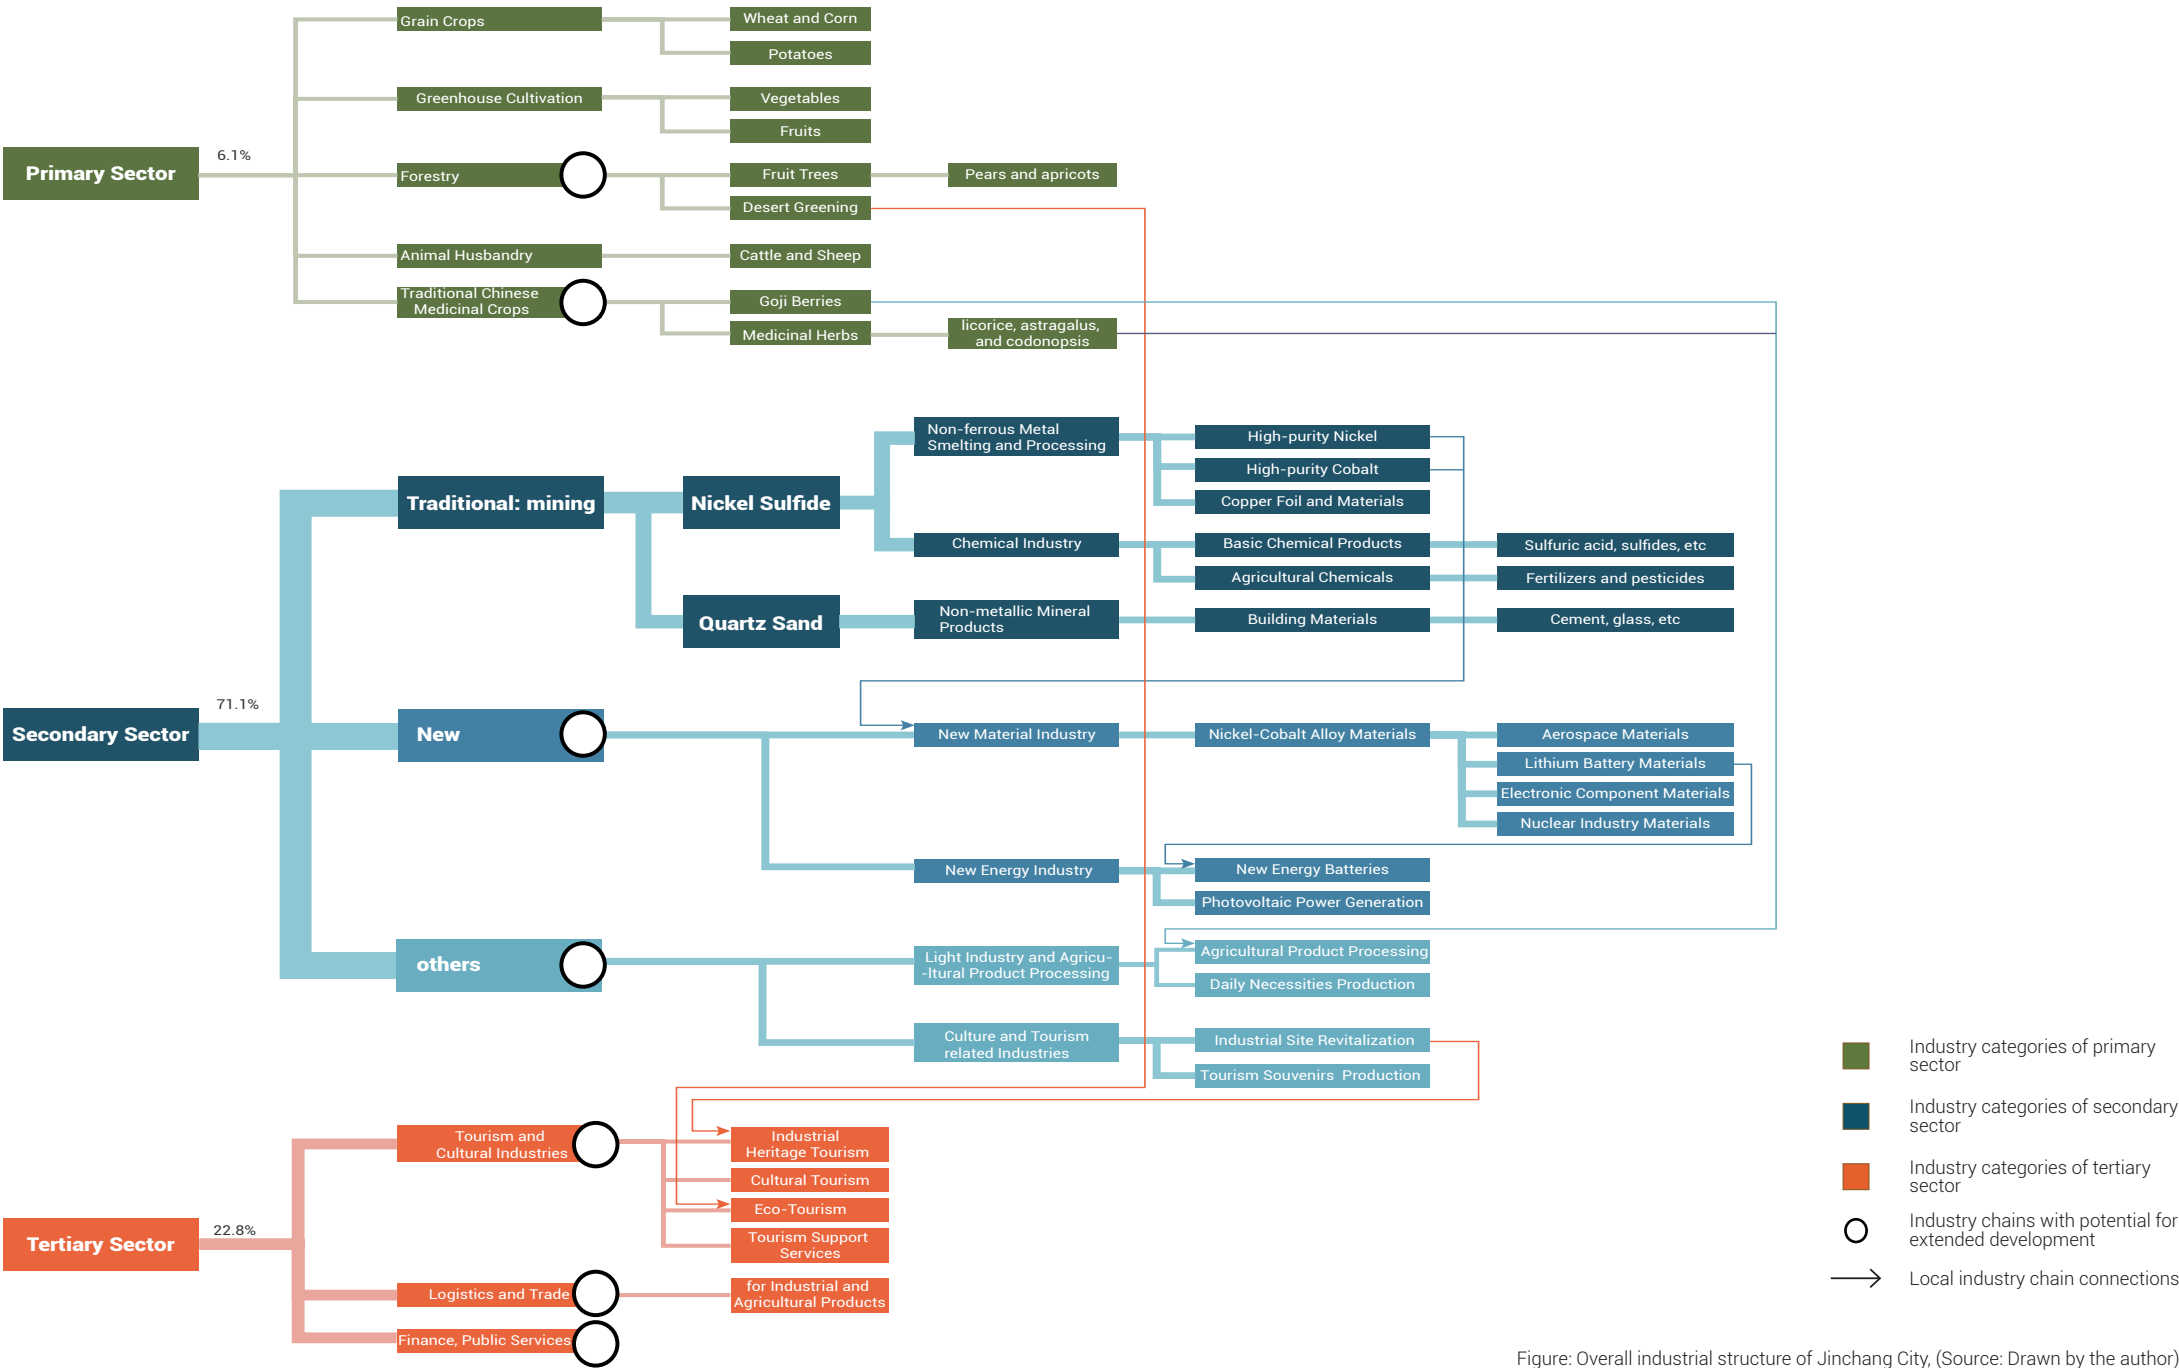 Primary Sector
6.1%
Grain Crops
Wheat and Corn
Potatoes
Greenhouse Cultivation
Vegetables
Fruits
Forestry
Fruit Trees
Pears and apricots
Desert Greening
Animal Husbandry
Cattle and Sheep
Traditional Chinese
Medicinal Crops
Goji Berries
Medicinal Herbs
licorice, astragalus,
and codonopsis
Secondary Sector
71.1%
Traditional: mining
Nickel Sulfide
Non-ferrous Metal
Smelting and Processing
High-purity Nickel
High-purity Cobalt
Copper Foil and Materials
Chemical Industry
Basic Chemical Products
Sulfuric acid, sulfides, etc
Agricultural Chemicals
Fertilizers and pesticides
Quartz Sand
Non-metallic Mineral
Products
Building Materials
Cement, glass, etc
New
New Material Industry
Nickel-Cobalt Alloy Materials
Aerospace Materials
Lithium Battery Materials
Electronic Component Materials
Nuclear Industry Materials
New Energy Industry
New Energy Batteries
Photovoltaic Power Generation
others
Light Industry and Agricu-
-ltural Product Processing
Agricultural Product Processing
Daily Necessities Production
Culture and Tourism
related Industries
Industrial Site Revitalization
Tourism Souvenirs Production
Tertiary Sector
22.8%
Tourism and
Cultural Industries
Industrial
Heritage Tourism
Cultural Tourism
Eco-Tourism
Tourism Support
Services
Logistics and Trade
for Industrial and
Agricultural Products
Finance, Public Services
Industry categories of primary
sector
Industry categories of secondary
sector
Industry categories of tertiary
sector
Industry chains with potential for
extended development
Local industry chain connections
Figure: Overall industrial structure of Jinchang City, (Source: Drawn by the author)